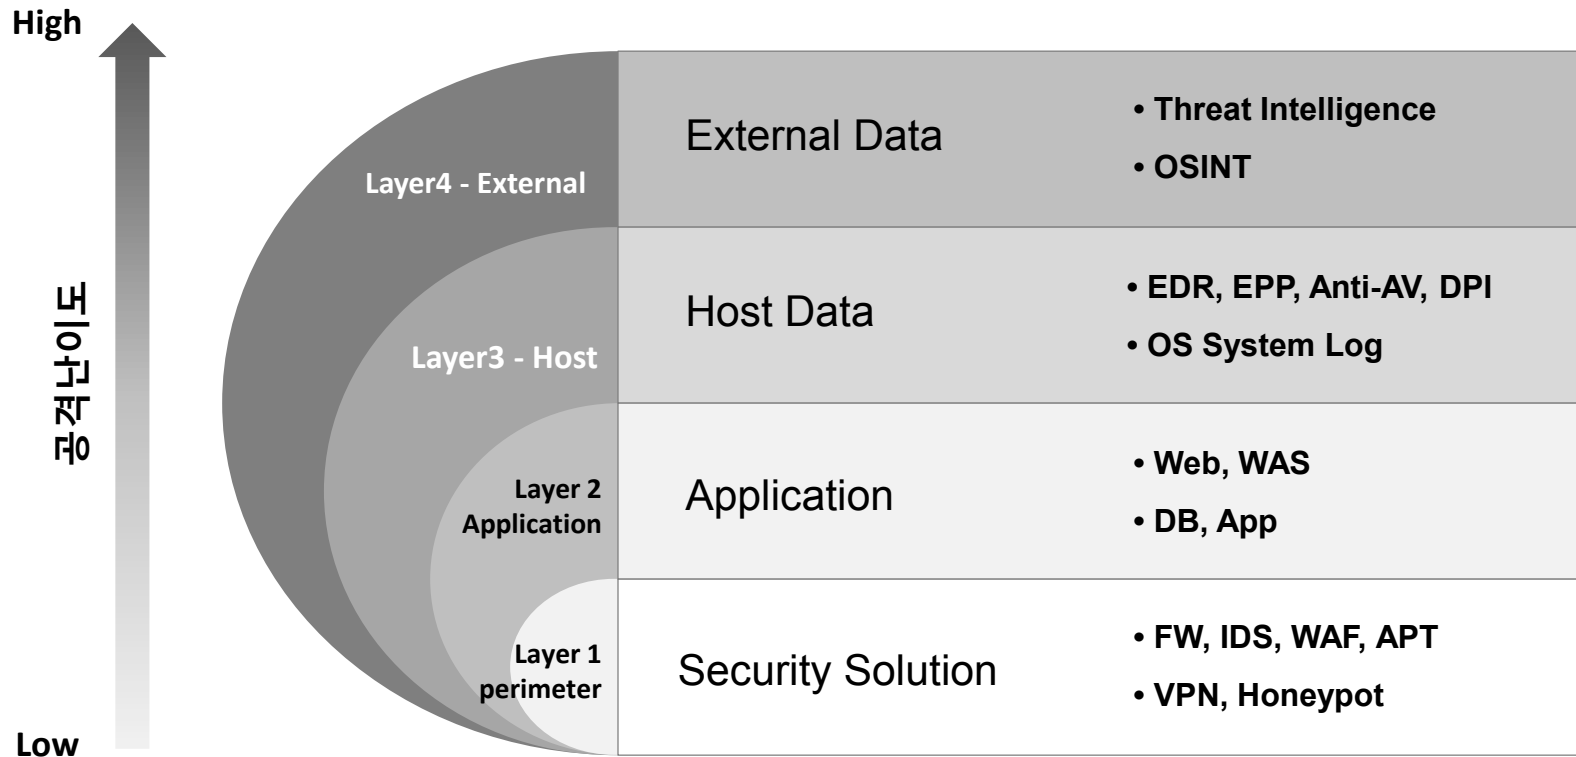 High
공격난이도
Low
Layer4 - External
External Data
• Threat Intelligence
• OSINT
Layer3 - Host
Host Data
• EDR, EPP, Anti-AV, DPI
• OS System Log
Layer 2
Application
Application
• Web, WAS
• DB, App
Layer 1
perimeter
Security Solution
• FW, IDS, WAF, APT
• VPN, Honeypot